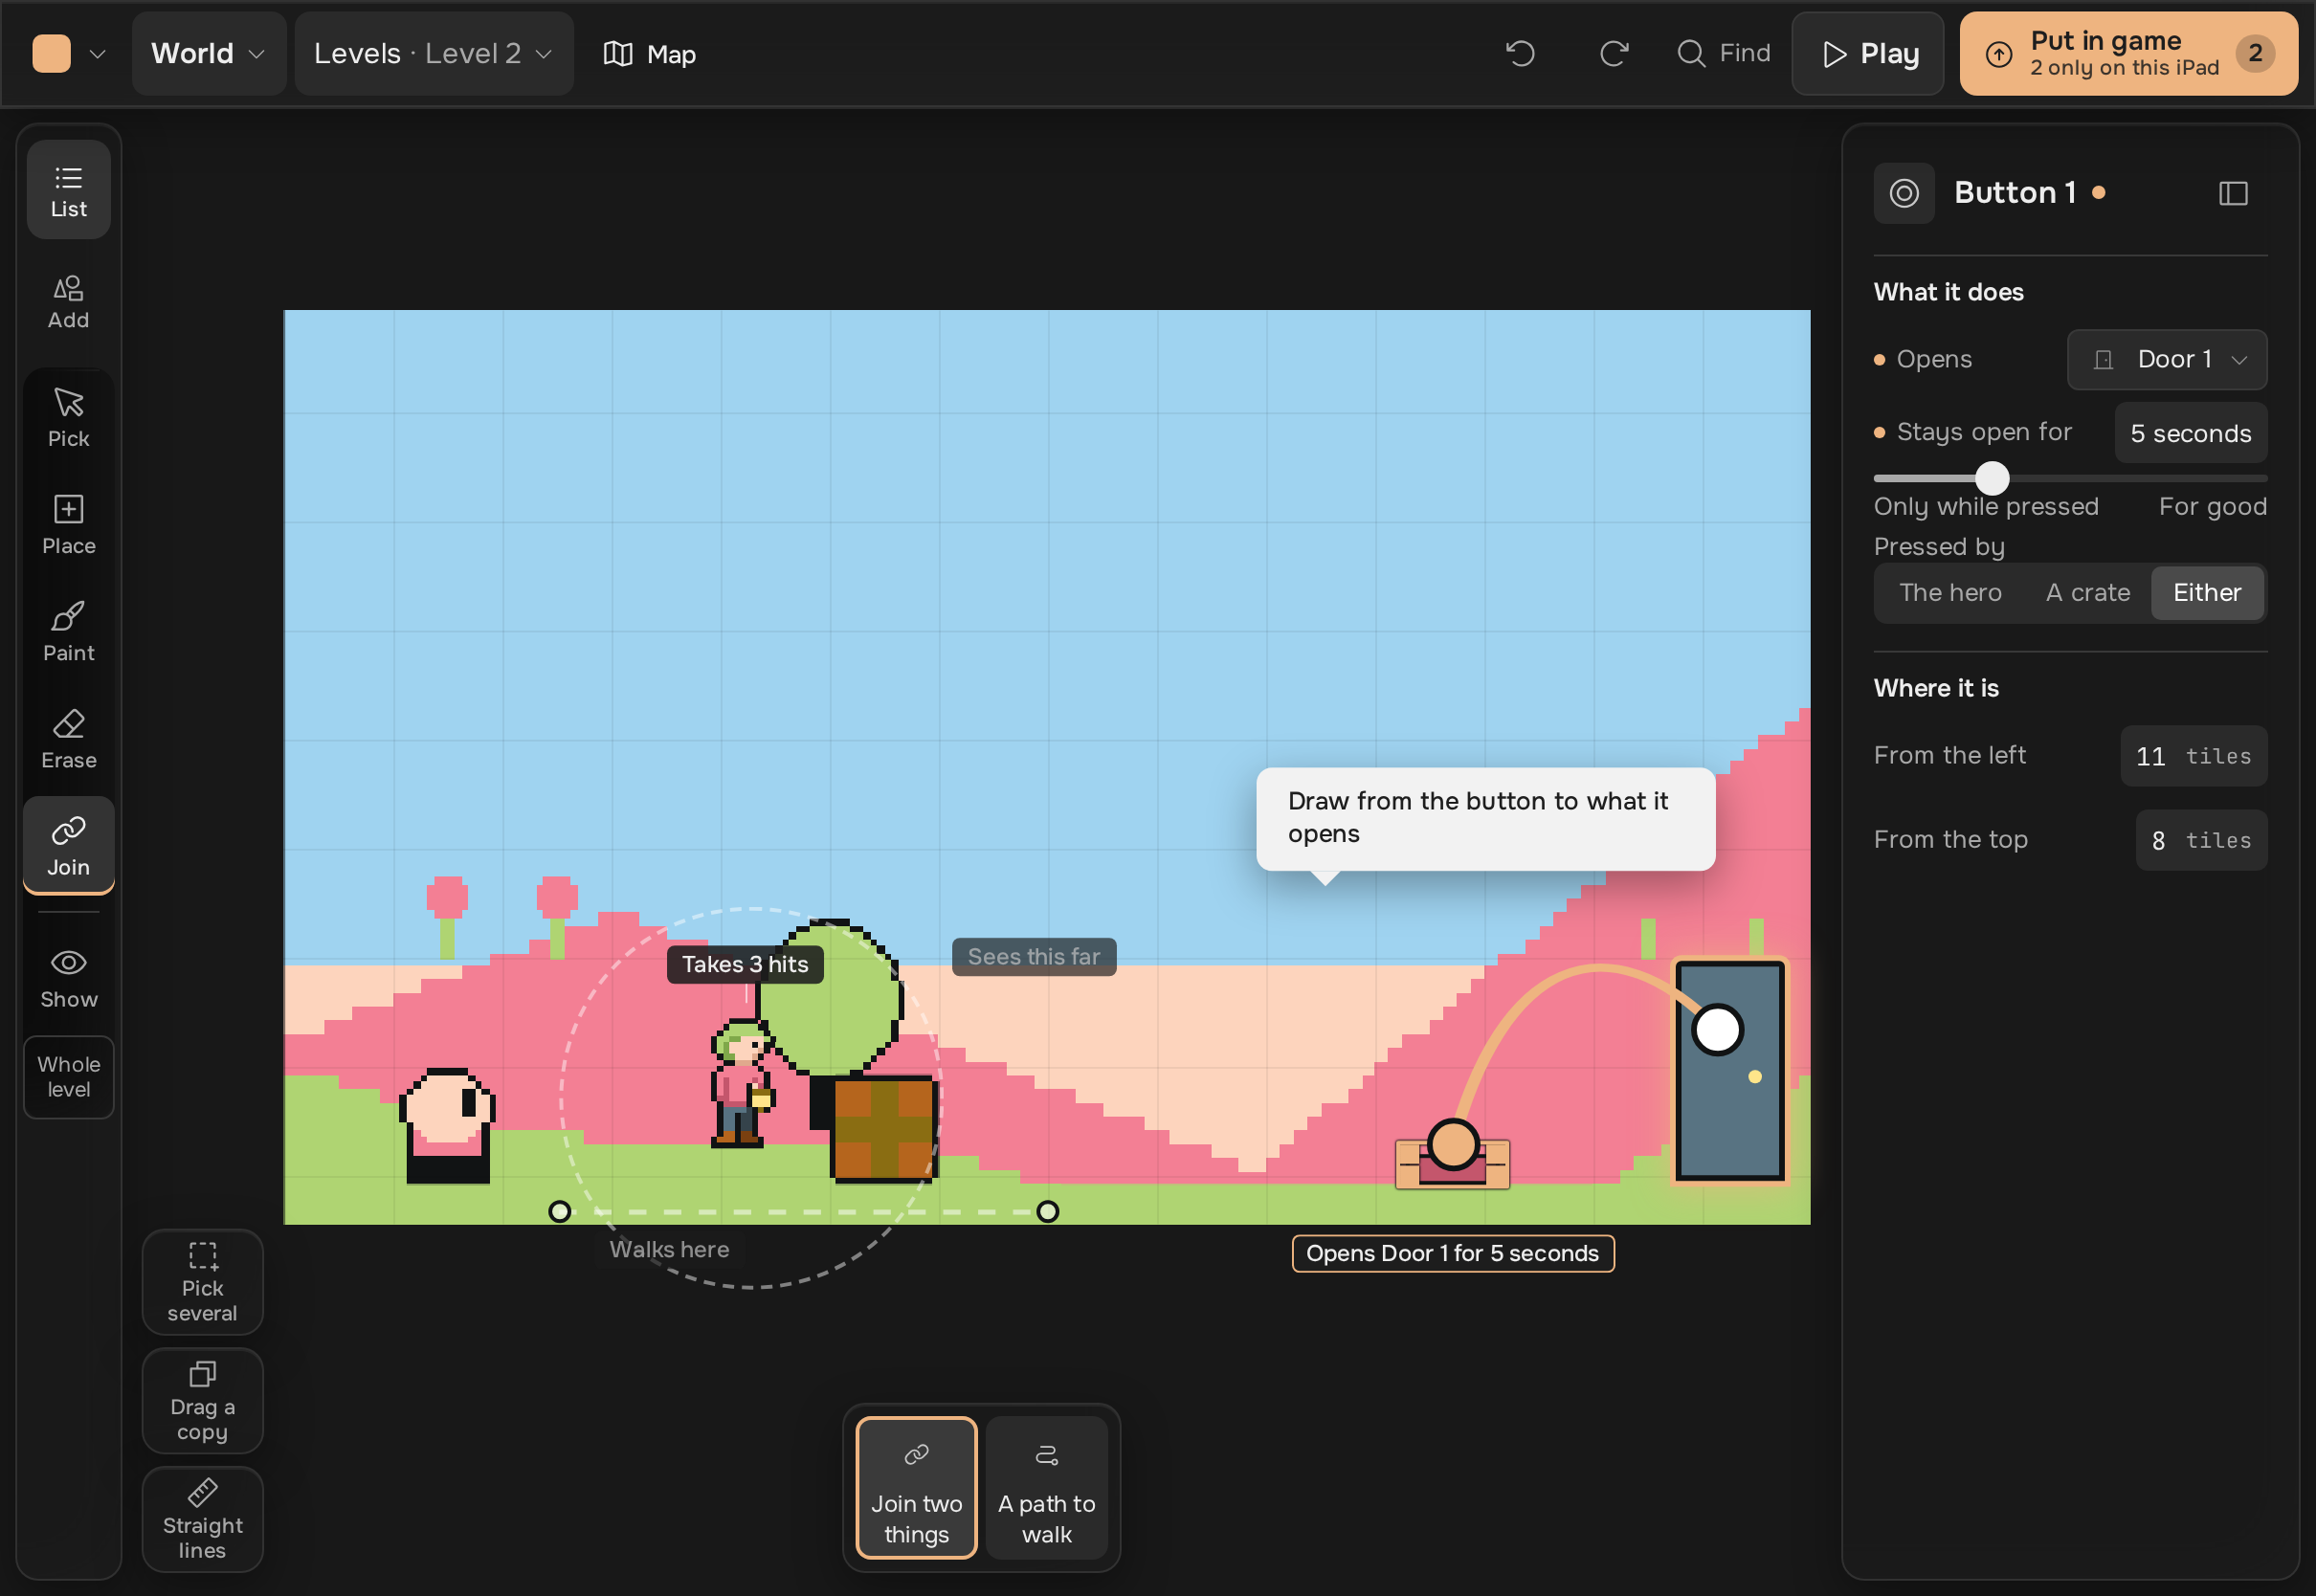 World
Levels · Level 2
Map
Find
Play
Put in game
2 only on this iPad
2
List
Add
Pick
Place
Paint
Erase
Join
Show
Whole
level
Pick
several
Drag a
copy
Straight
lines
Draw from the button to what it
opens
Takes 3 hits
Sees this far
Walks here
Opens Door 1 for 5 seconds
Join two
things
A path to
walk
Button 1
What it does
Opens
Door 1
Stays open for
5 seconds
Only while pressed
For good
Pressed by
The hero
A crate
Either
Where it is
From the left
11 tiles
From the top
8 tiles